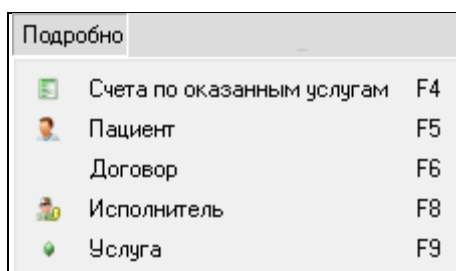 Подробно
Счета по оказанным услугам F4
Пациент F5
Договор F6
Исполнитель F8
Услуга F9